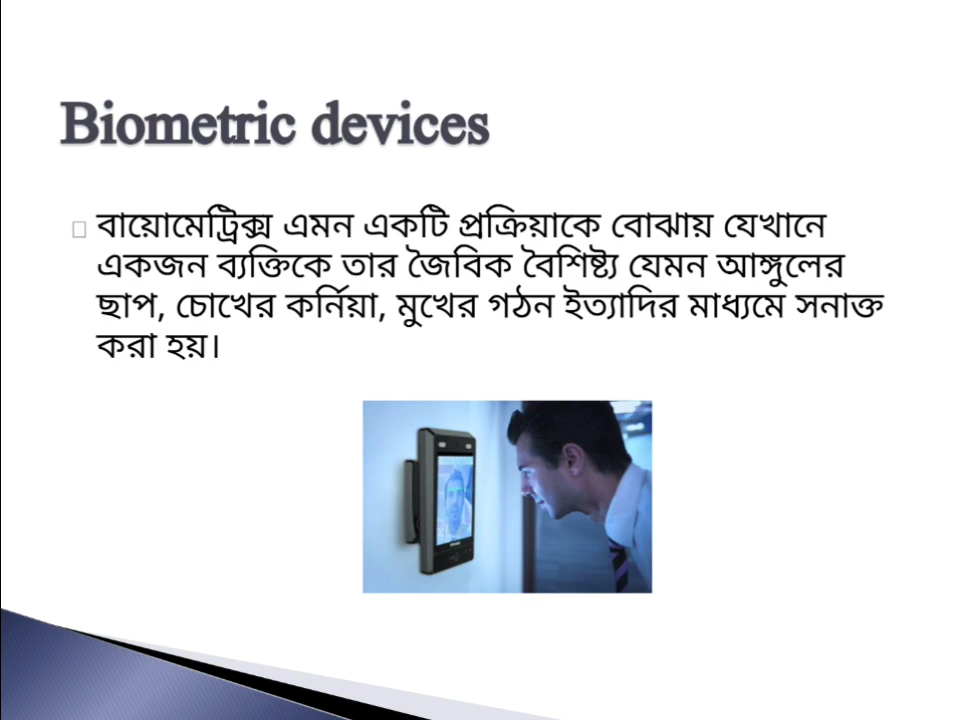 Biometric devices
বায়োমেট্রিক্স এমন একটি প্রক্রিয়াকে বোঝায় যেখানে
একজন ব্যক্তিকে তার জৈবিক বৈশিষ্ট্য যেমন আঙ্গুলের
ছাপ, চোখের কর্নিয়া, মুখের গঠন ইত্যাদির মাধ্যমে সনাক্ত
করা হয়।